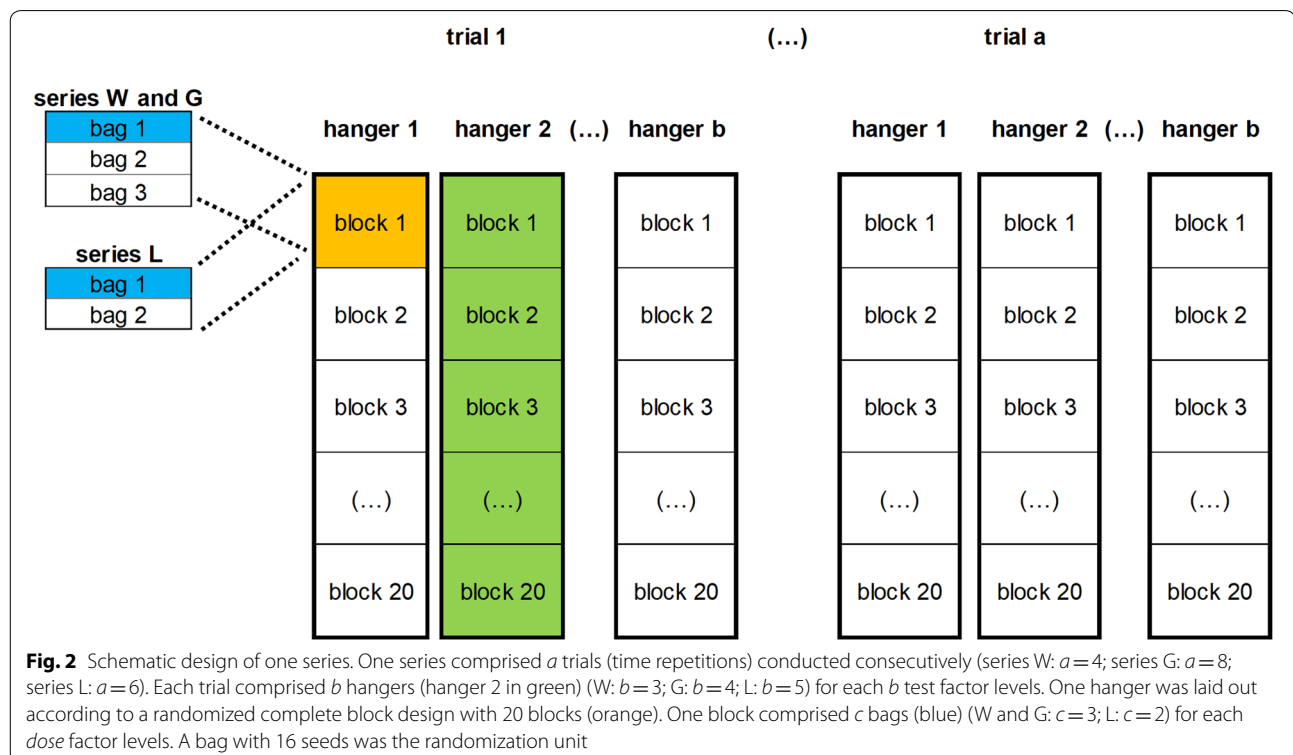 trial 1 (...) trial a
series W and G
bag 1
bag 2
bag 3
series L
bag 1
bag 2
hanger 1 hanger 2 (...) hanger b hanger 1 hanger 2 (...) hanger b
block 1 block 1 block 1 block 1 block 1 block 1
block 2 block 2 block 2 block 2 block 2 block 2
block 3 block 3 block 3 block 3 block 3 block 3
(...) (...) (...) (...) (...) (...)
block 20 block 20 block 20 block 20 block 20 block 20
Fig. 2 Schematic design of one series. One series comprised a trials (time repetitions) conducted consecutively (series W: a = 4; series G: a = 8;
series L: a = 6). Each trial comprised b hangers (hanger 2 in green) (W: b = 3; G: b = 4; L: b = 5) for each b test factor levels. One hanger was laid out
according to a randomized complete block design with 20 blocks (orange). One block comprised c bags (blue) (W and G: c = 3; L: c = 2) for each
dose factor levels. A bag with 16 seeds was the randomization unit